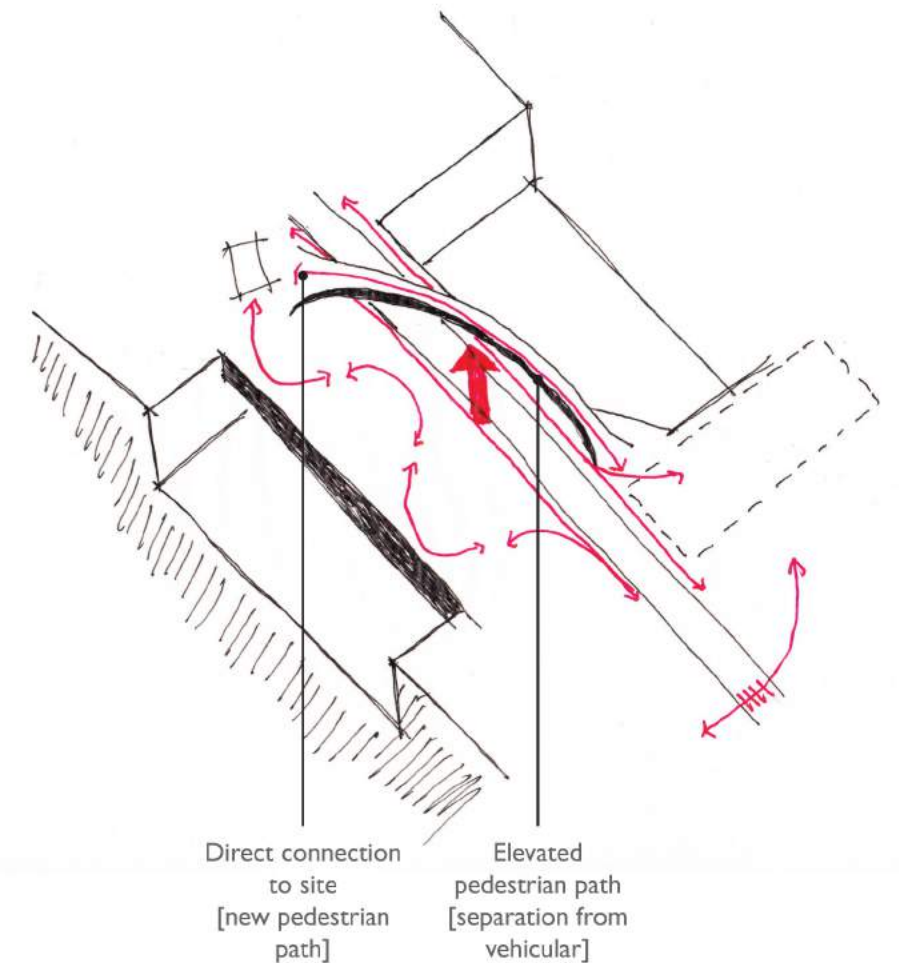 Direct connection
to site
[new pedestrian
path]
Elevated
pedestrian path
[separation from
vehicular]